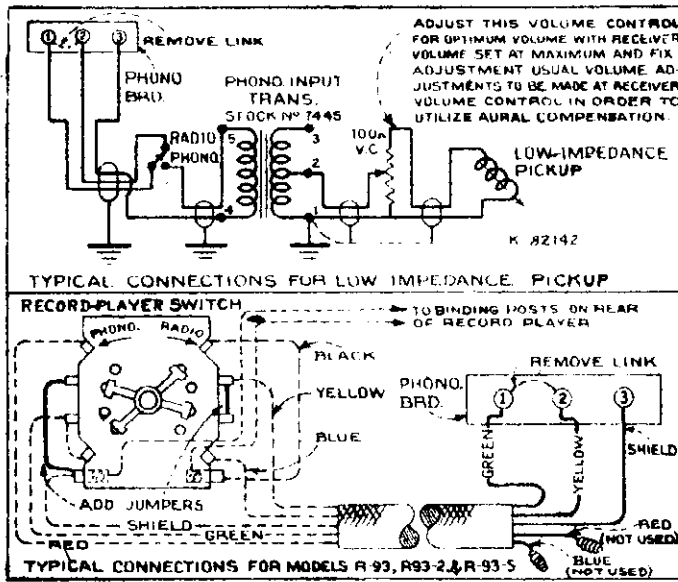 1 2 3
REMOVE LINK
PHONO
BRD.
RADIO
PHONO.
PHONO. INPUT
TRANS.
STOCK Nº 7445
5
4
3
2
1
100Ω
V.C.
ADJUST THIS VOLUME CONTROL
FOR OPTIMUM VOLUME WITH RECEIVER
VOLUME SET AT MAXIMUM AND FIX
ADJUSTMENT USUAL VOLUME AD-
JUSTMENTS TO BE MADE AT RECEIVER
VOLUME CONTROL IN ORDER TO
UTILIZE AURAL COMPENSATION.
LOW-IMPEDANCE
PICKUP
K 82142
TYPICAL CONNECTIONS FOR LOW IMPEDANCE PICKUP
RECORD-PLAYER SWITCH
PHONO. RADIO
TO BINDING POSTS ON REAR
OF RECORD PLAYER
BLACK
YELLOW
BLUE
ADD JUMPERS
SHIELD
GREEN
RED
PHONO.
BRD.
REMOVE LINK
1 2 3
GREEN
YELLOW
SHIELD
RED
(NOT USED)
BLUE
(NOT USED)
TYPICAL CONNECTIONS FOR MODELS R-93, R93-2, & R-93-S